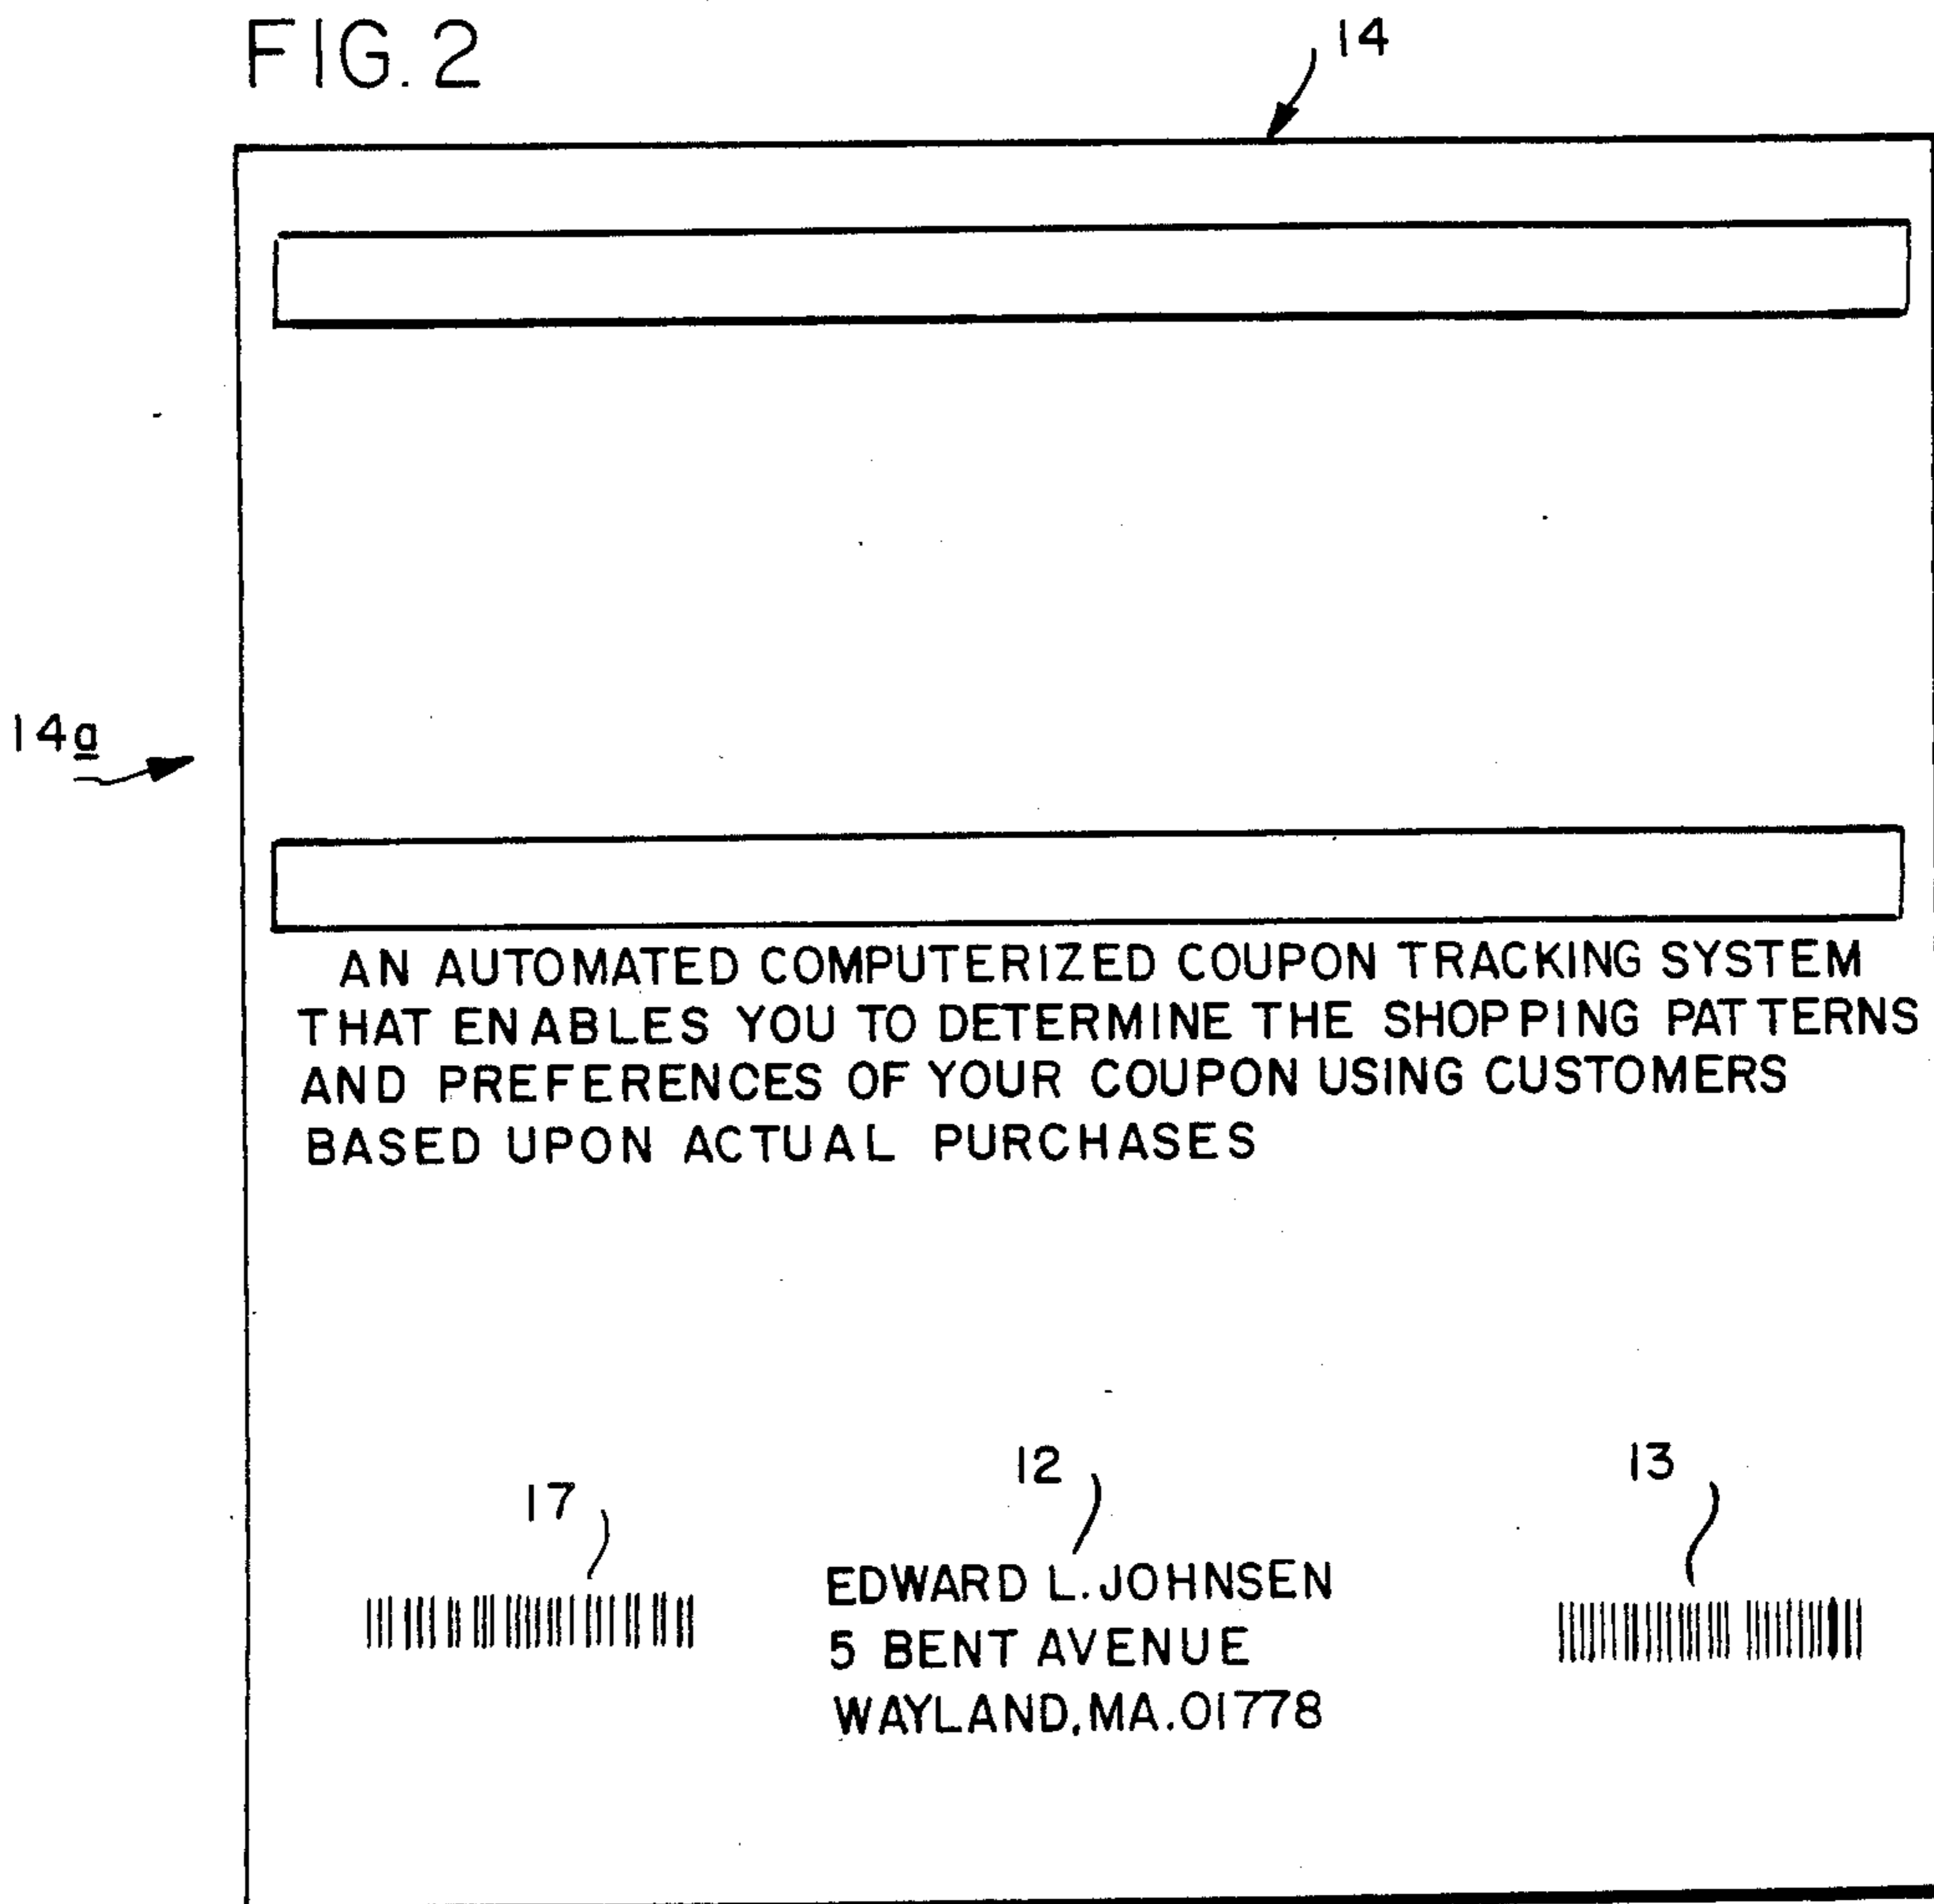 FIG. 2
14
14a
AN AUTOMATED COMPUTERIZED COUPON TRACKING SYSTEM
THAT ENABLES YOU TO DETERMINE THE SHOPPING PATTERNS
AND PREFERENCES OF YOUR COUPON USING CUSTOMERS
BASED UPON ACTUAL PURCHASES
17
12
13
EDWARD L. JOHNSEN
5 BENT AVENUE
WAYLAND, MA. 01778